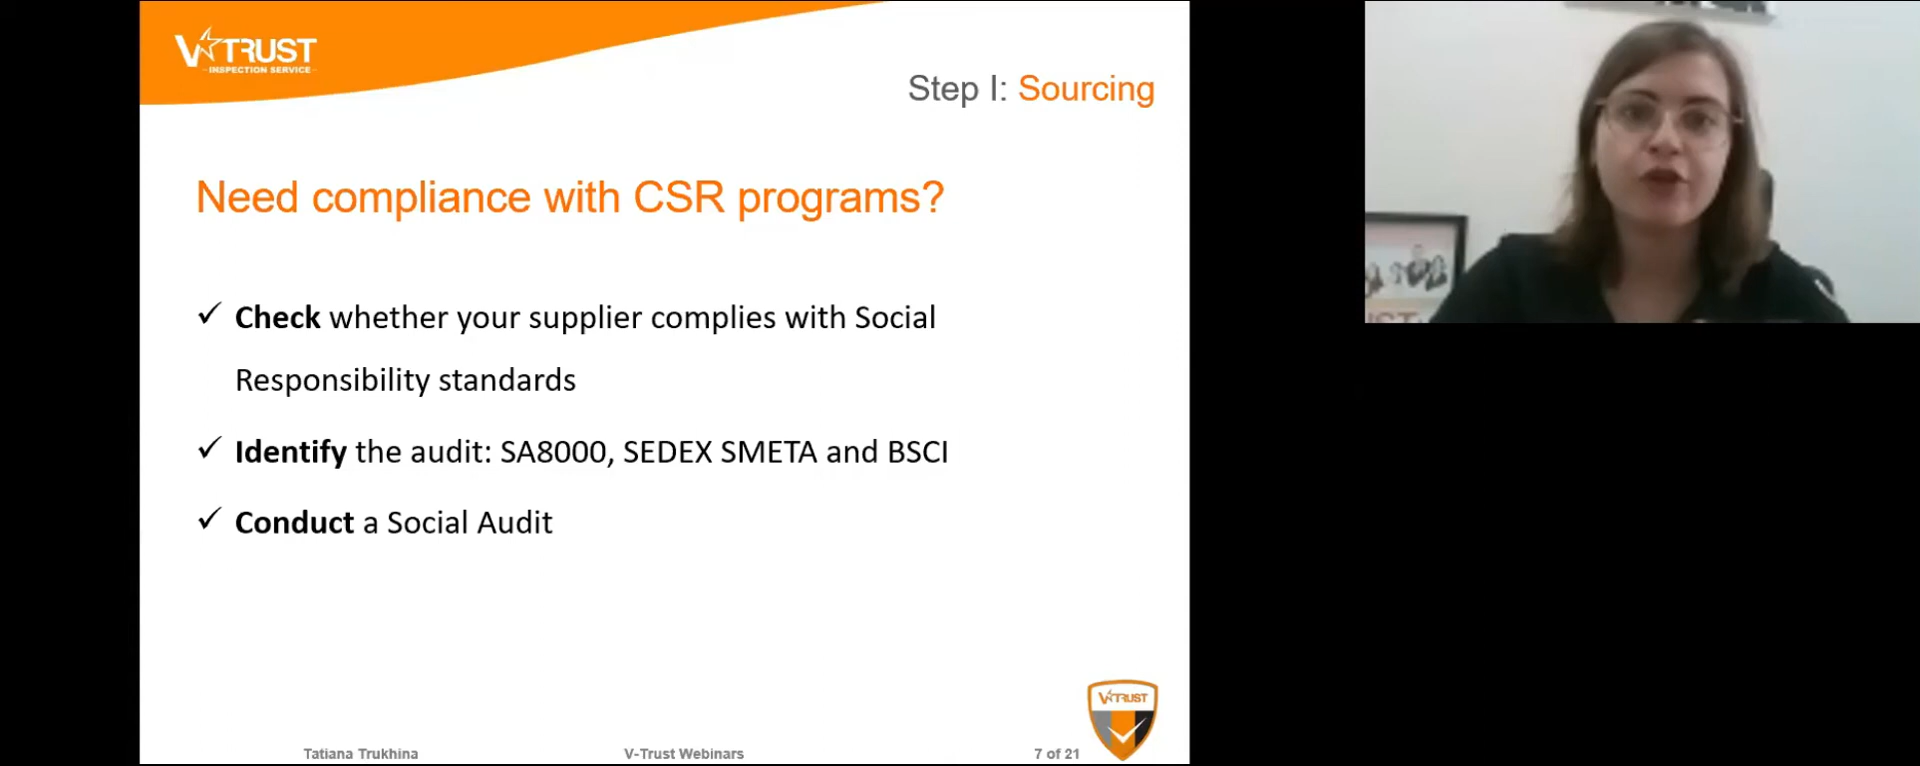 V TRUST
INSPECTION SERVICE
Step I: Sourcing
Need compliance with CSR programs?
✓ Check whether your supplier complies with Social
Responsibility standards
✓ Identify the audit: SA8000, SEDEX SMETA and BSCI
✓ Conduct a Social Audit
V TRUST
Tatiana Trukhina
V-Trust Webinars
7 of 21